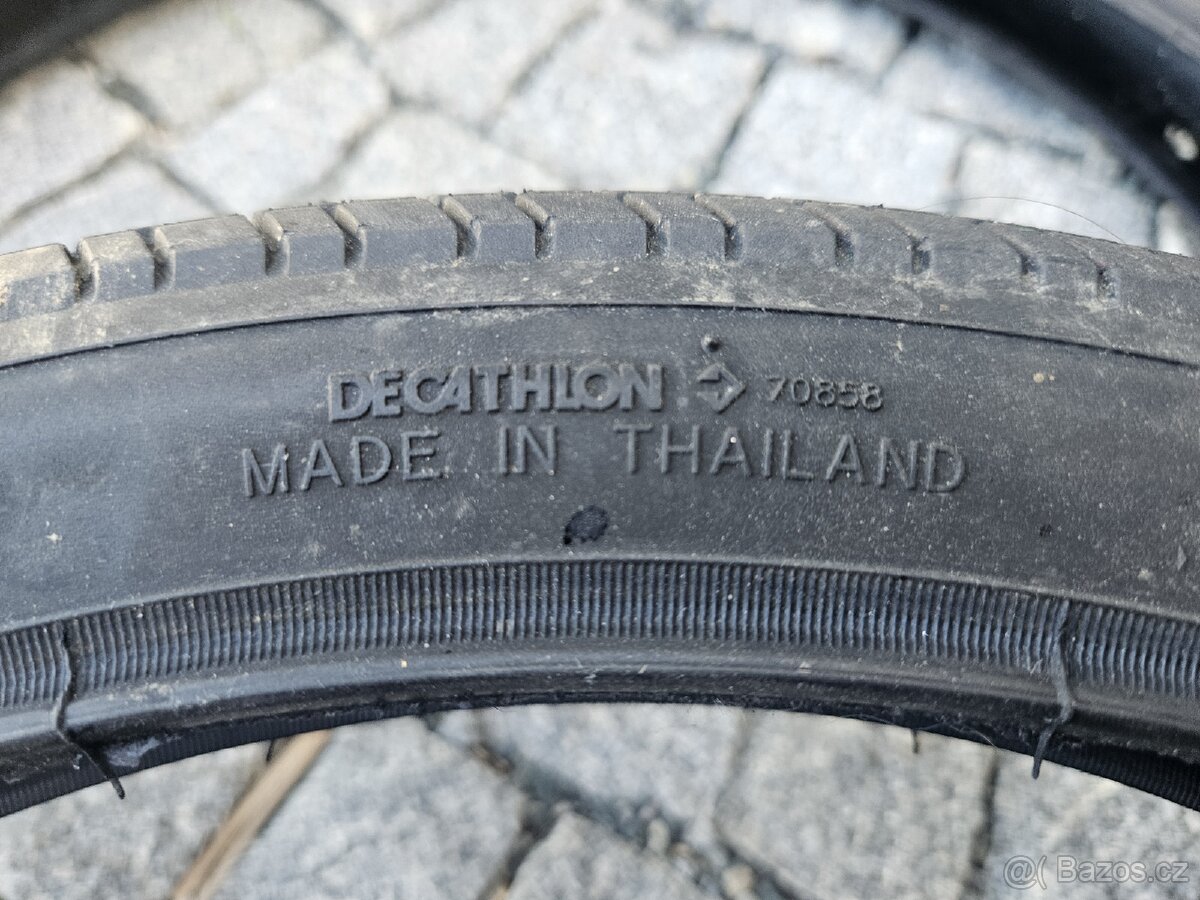 DECATHLON 70858
MADE IN THAILAND
@( Bazos.cz